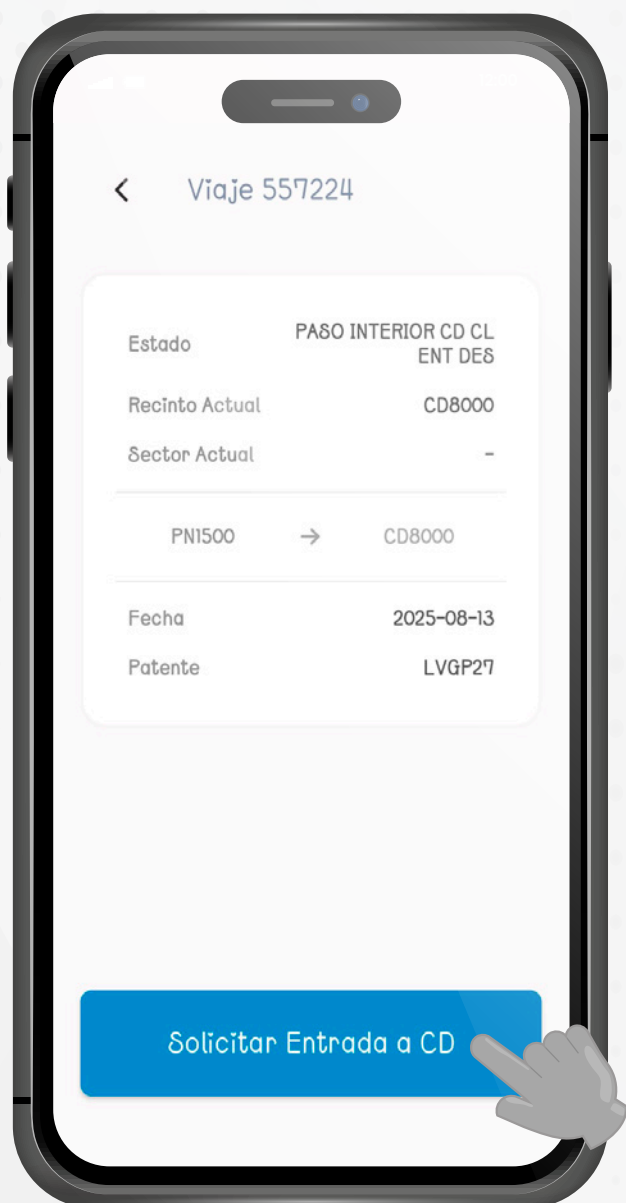 Viaje 557224
Estado
PASO INTERIOR CD CL
ENT DES
Recinto Actual
CD8000
Sector Actual
-
PN1500 → CD8000
Fecha
2025-08-13
Patente
LVGP27
Solicitar Entrada a CD